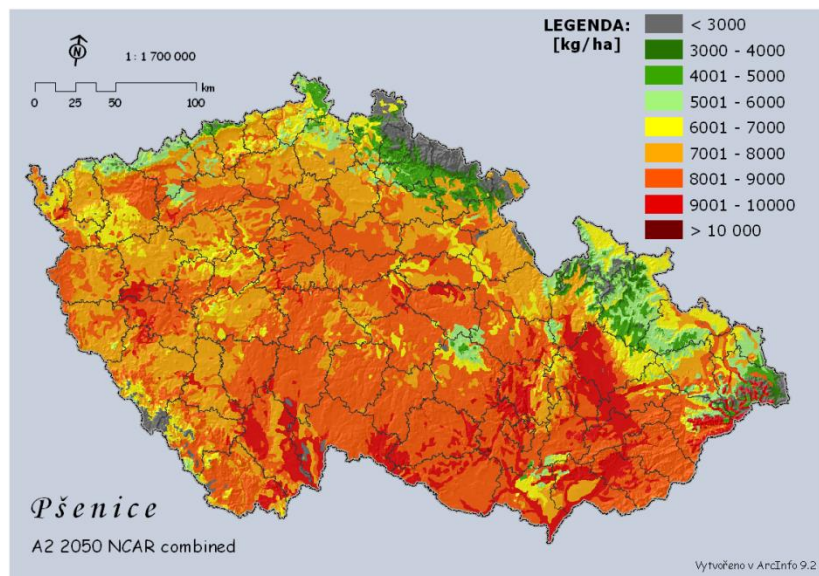 LEGENDA:
[kg/ha]
< 3000
3000 - 4000
4001 - 5000
5001 - 6000
6001 - 7000
7001 - 8000
8001 - 9000
9001 - 10000
> 10 000
N
1 : 1 700 000
km
0 25 50 100
Pšenice
A2 2050 NCAR combined
Vytvořeno v ArcInfo 9.2